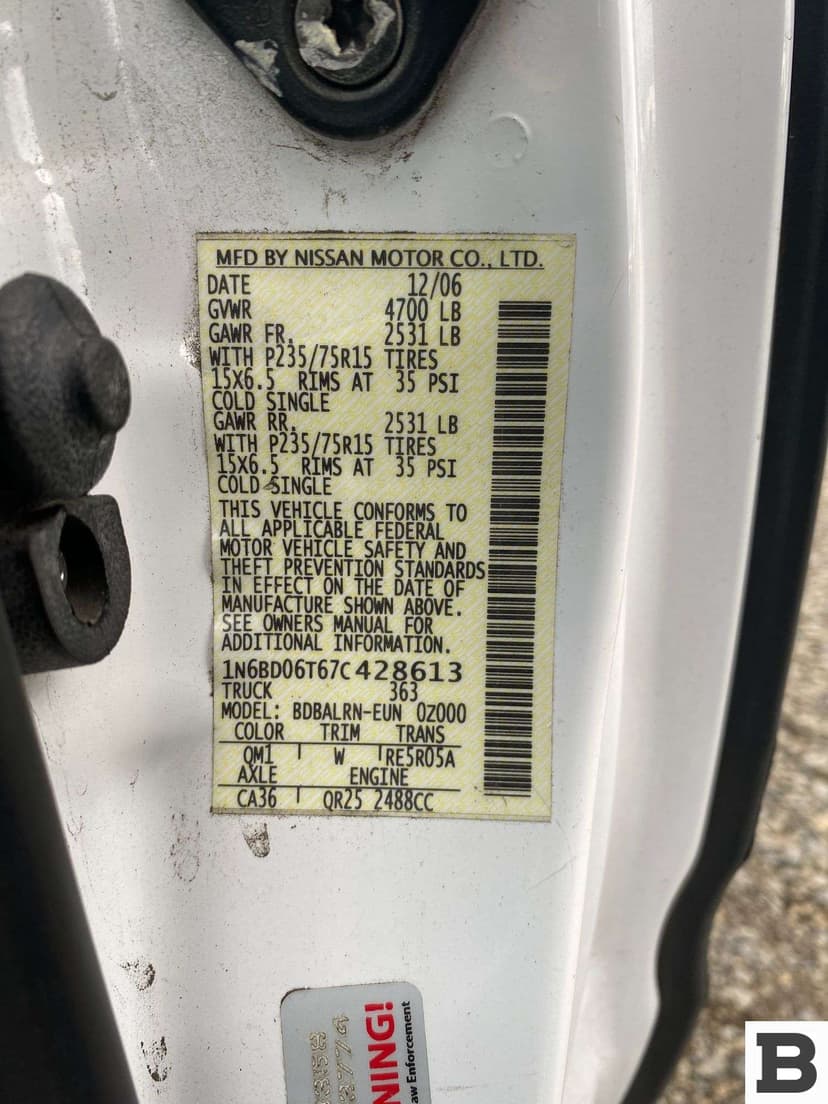 MFD BY NISSAN MOTOR CO., LTD.
DATE 12/06
GVWR 4700 LB
GAWR FR. 2531 LB
WITH P235/75R15 TIRES
15X6.5 RIMS AT 35 PSI
COLD SINGLE
GAWR RR. 2531 LB
WITH P235/75R15 TIRES
15X6.5 RIMS AT 35 PSI
COLD SINGLE
THIS VEHICLE CONFORMS TO
ALL APPLICABLE FEDERAL
MOTOR VEHICLE SAFETY AND
THEFT PREVENTION STANDARDS
IN EFFECT ON THE DATE OF
MANUFACTURE SHOWN ABOVE.
SEE OWNERS MANUAL FOR
ADDITIONAL INFORMATION.
1N6BD06T67C428613
TRUCK 363
MODEL: BDBALRN-EUN 0Z000
COLOR TRIM TRANS
QM1 W RE5R05A
AXLE ENGINE
CA36 QR25 2488CC
NING!
aw Enforcement
B